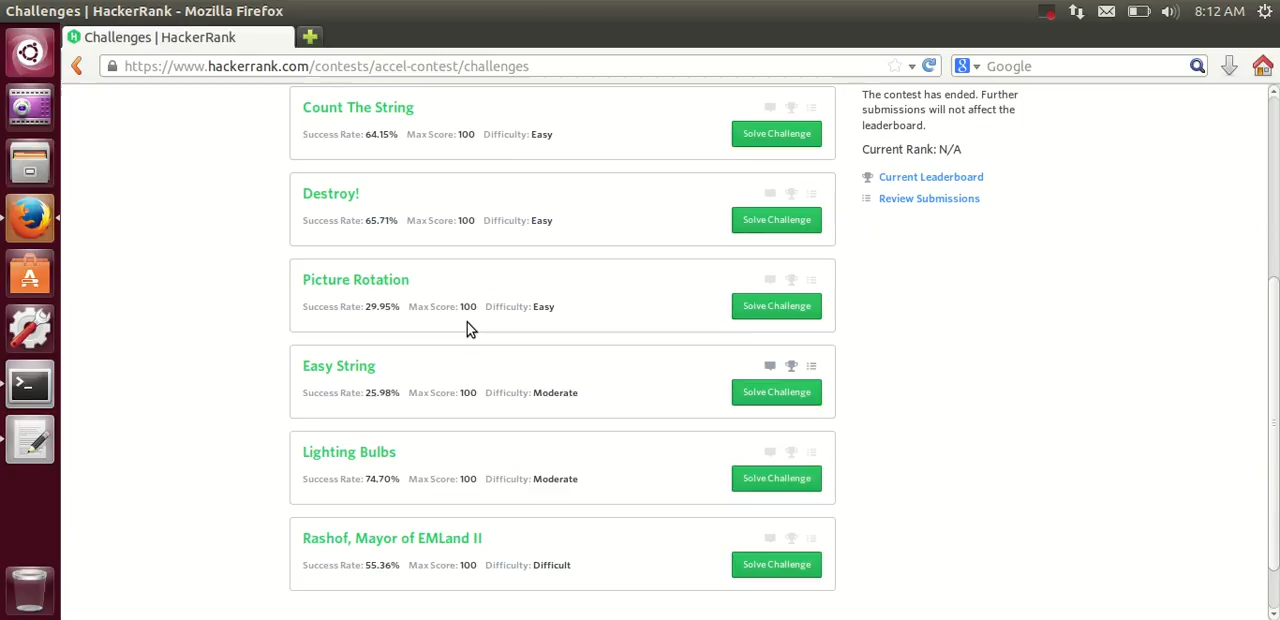 Challenges | HackerRank - Mozilla Firefox
8:12 AM
Challenges | HackerRank
https://www.hackerrank.com/contests/accel-contest/challenges
Google
Count The String
Success Rate: 64.15% Max Score: 100 Difficulty: Easy
Solve Challenge
Destroy!
Success Rate: 65.71% Max Score: 100 Difficulty: Easy
Solve Challenge
Picture Rotation
Success Rate: 29.95% Max Score: 100 Difficulty: Easy
Solve Challenge
Easy String
Success Rate: 25.98% Max Score: 100 Difficulty: Moderate
Solve Challenge
Lighting Bulbs
Success Rate: 74.70% Max Score: 100 Difficulty: Moderate
Solve Challenge
Rashof, Mayor of EMLand II
Success Rate: 55.36% Max Score: 100 Difficulty: Difficult
Solve Challenge
The contest has ended. Further
submissions will not affect the
leaderboard.
Current Rank: N/A
Current Leaderboard
Review Submissions